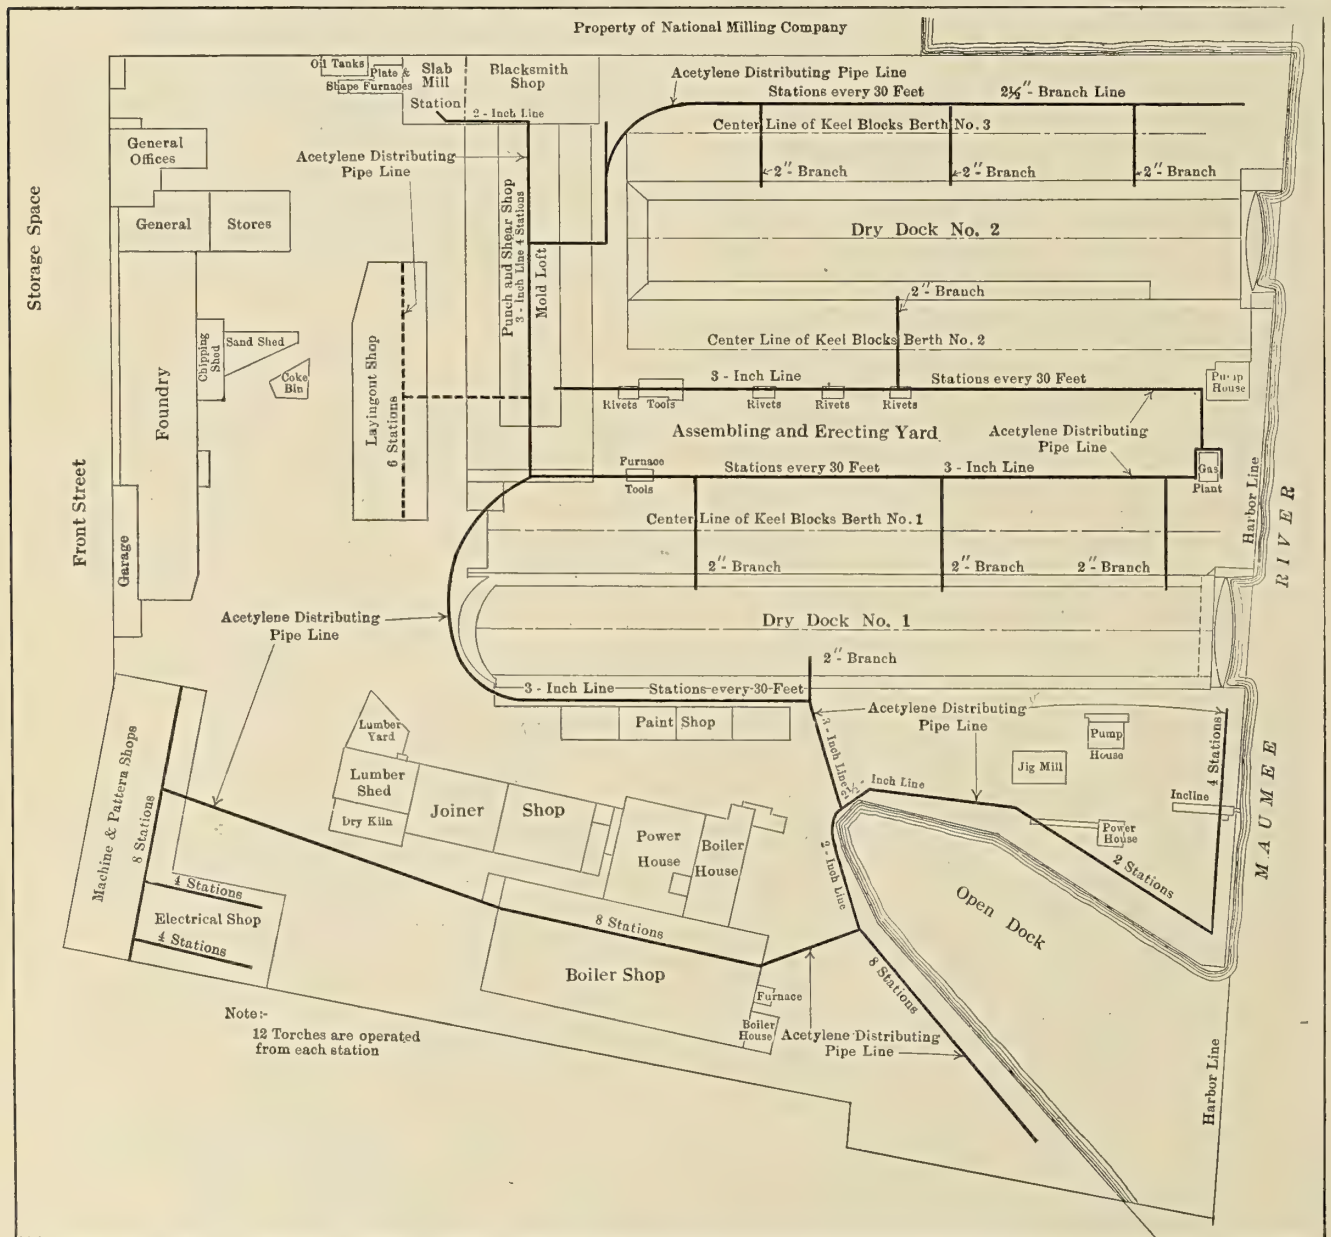 Property of National Milling Company
Oil Tanks
Plate &
Shape Furnaces
Slab
Mill
Station
Blacksmith
Shop
2 - Inch Line
Acetylene Distributing Pipe Line
Stations every 30 Feet
2½"- Branch Line
Center Line of Keel Blocks Berth No. 3
2"- Branch
2"- Branch
2"- Branch
General
Offices
Acetylene Distributing
Pipe Line
Storage Space
General
Stores
Punch and Shear Shop
3 - Inch Line 4 Stations
Mold Loft
Dry Dock No. 2
2"- Branch
Center Line of Keel Blocks Berth No. 2
Chipping
Shed
Sand Shed
Coke
Bin
Foundry
Layingout Shop
6 Stations
3 - Inch Line
Stations every 30 Feet
Pump
House
Rivets
Tools
Rivets
Rivets
Rivets
Assembling and Erecting Yard
Acetylene Distributing
Pipe Line
Furnace
Tools
Stations every 30 Feet
3 - Inch Line
Gas
Plant
Harbor Line
Front Street
Garage
Center Line of Keel Blocks Berth No. 1
2"- Branch
2"- Branch
2"- Branch
MAUMEE RIVER
Acetylene Distributing
Pipe Line
Dry Dock No. 1
2"- Branch
3 - Inch Line
Stations every 30 Feet
Acetylene Distributing
Pipe Line
Paint Shop
3 - Inch Line
Pump
House
4 Stations
Lumber
Yard
Lumber
Shed
Dry Kiln
Joiner Shop
Power
House
Boiler
House
2½ Inch Line
Jig Mill
Incline
Power
House
2 Stations
2 - Inch Line
Open Dock
Machine & Pattern Shops
8 Stations
4 Stations
Electrical Shop
4 Stations
8 Stations
Boiler Shop
Furnace
Boiler
House
8 Stations
Acetylene Distributing
Pipe Line
Harbor Line
Note:-
12 Torches are operated
from each station